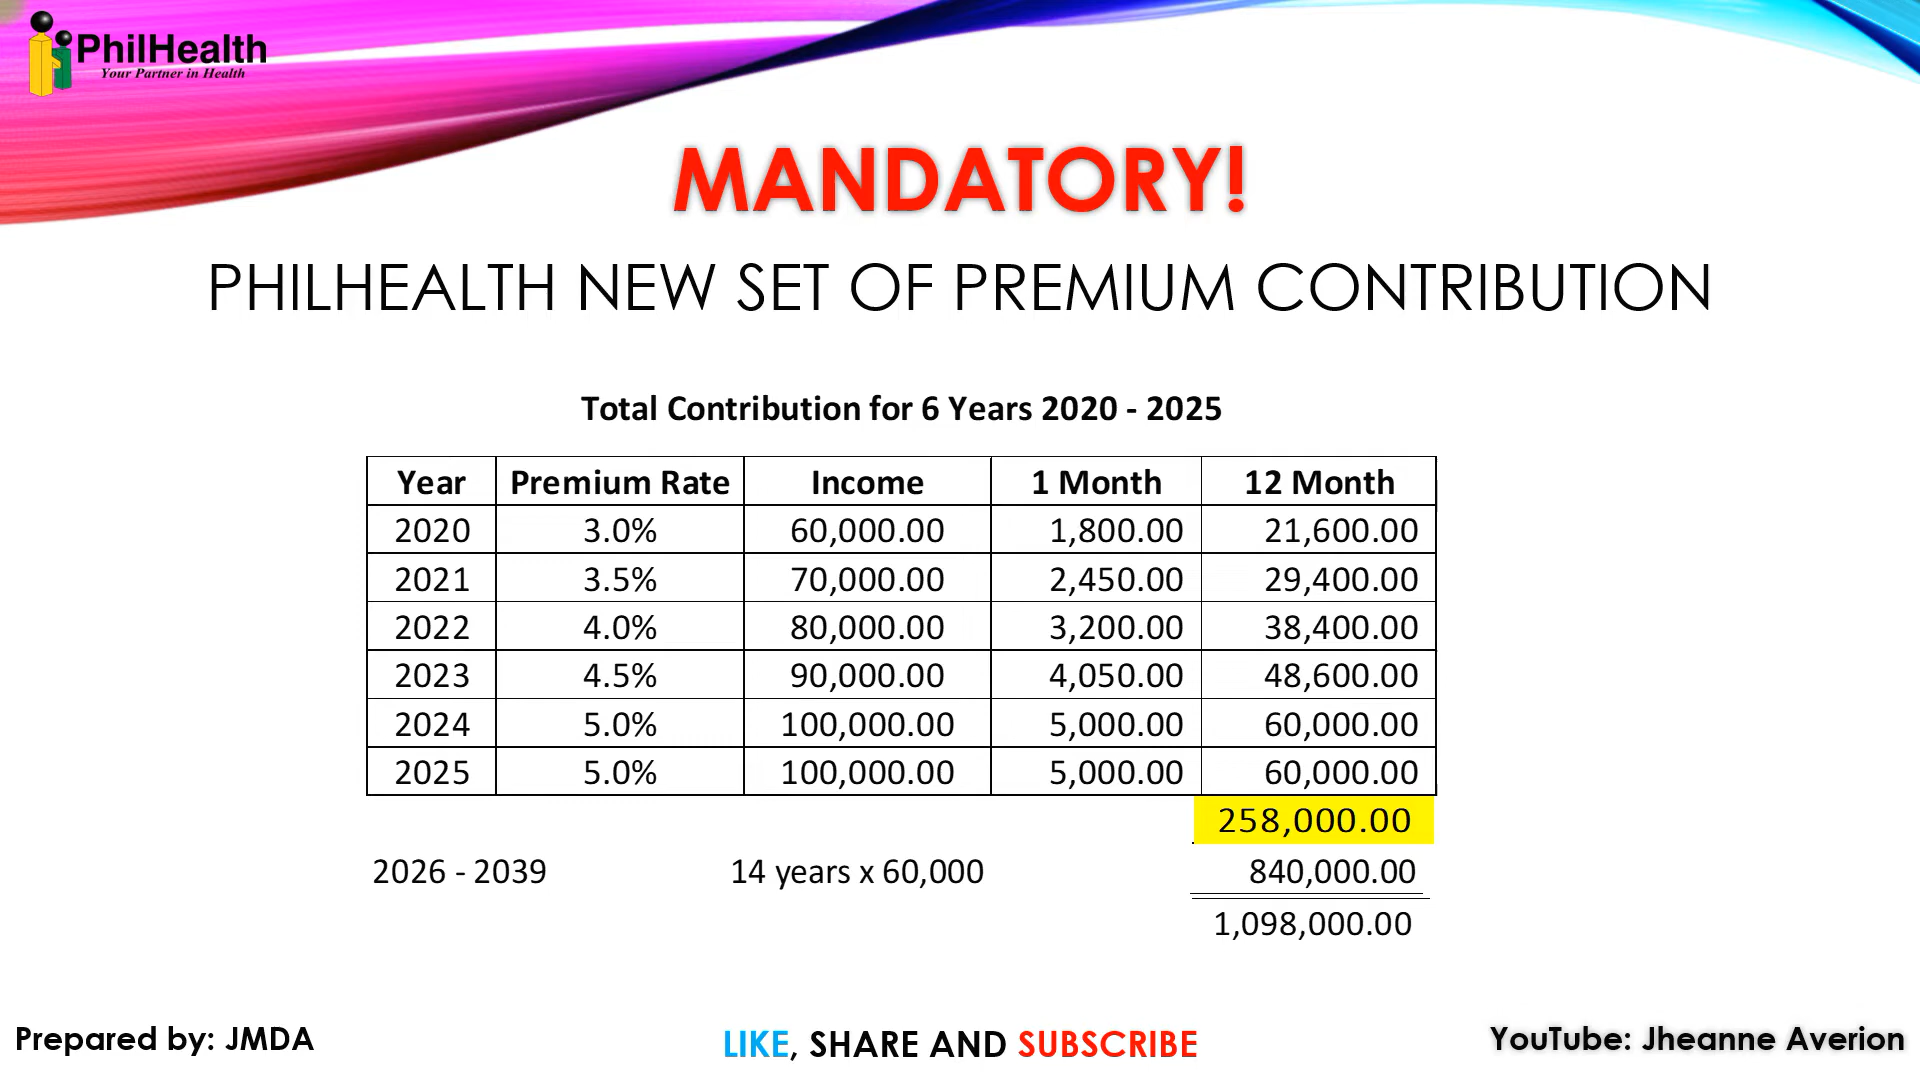 PhilHealth
Your Partner in Health
MANDATORY!
PHILHEALTH NEW SET OF PREMIUM CONTRIBUTION
Total Contribution for 6 Years 2020 - 2025
Year Premium Rate Income 1 Month 12 Month
2020 3.0% 60,000.00 1,800.00 21,600.00
2021 3.5% 70,000.00 2,450.00 29,400.00
2022 4.0% 80,000.00 3,200.00 38,400.00
2023 4.5% 90,000.00 4,050.00 48,600.00
2024 5.0% 100,000.00 5,000.00 60,000.00
2025 5.0% 100,000.00 5,000.00 60,000.00
258,000.00
2026 - 2039 14 years x 60,000 840,000.00
1,098,000.00
Prepared by: JMDA
LIKE, SHARE AND SUBSCRIBE
YouTube: Jheanne Averion